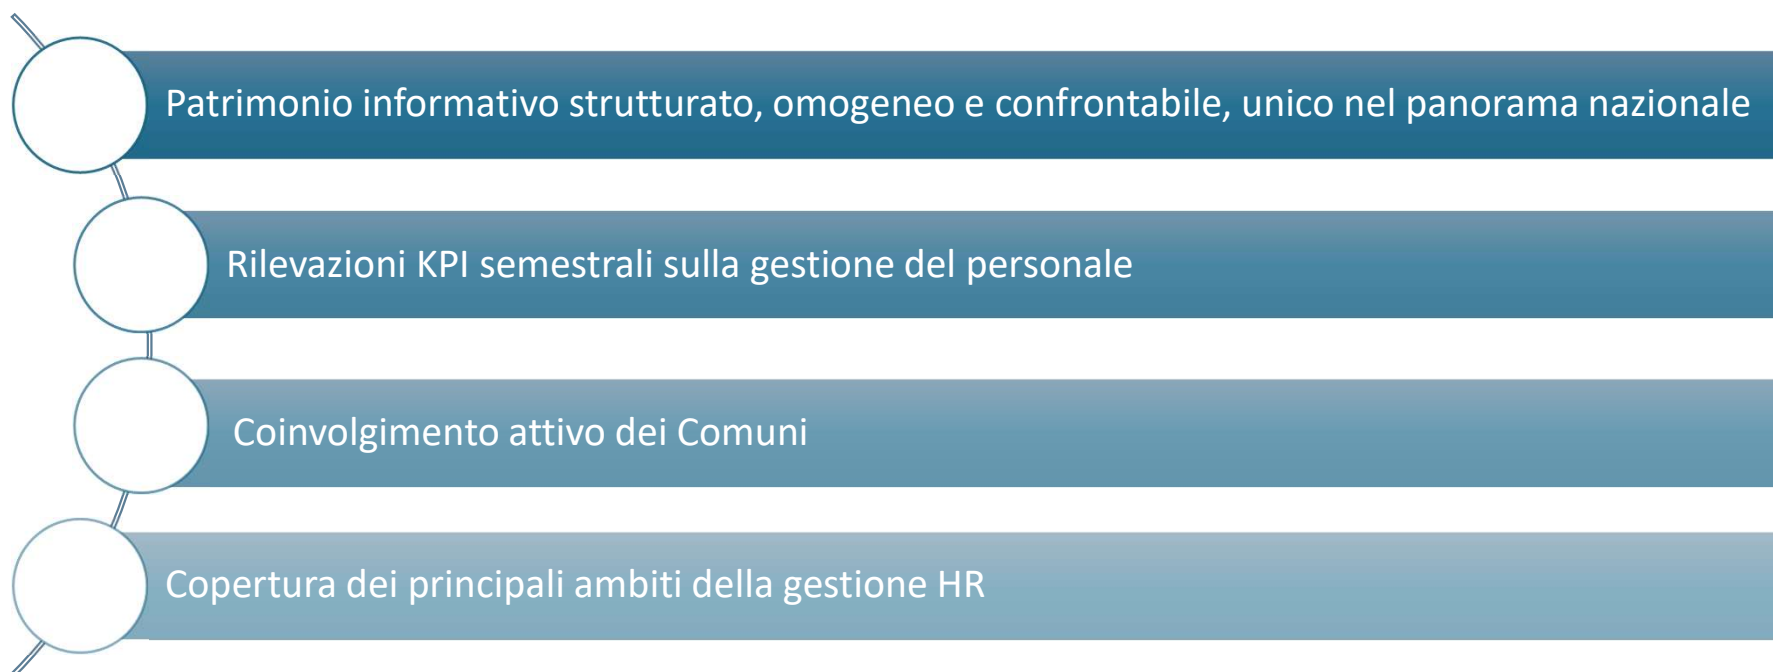 Patrimonio informativo strutturato, omogeneo e confrontabile, unico nel panorama nazionale
Rilevazioni KPI semestrali sulla gestione del personale
Coinvolgimento attivo dei Comuni
Copertura dei principali ambiti della gestione HR